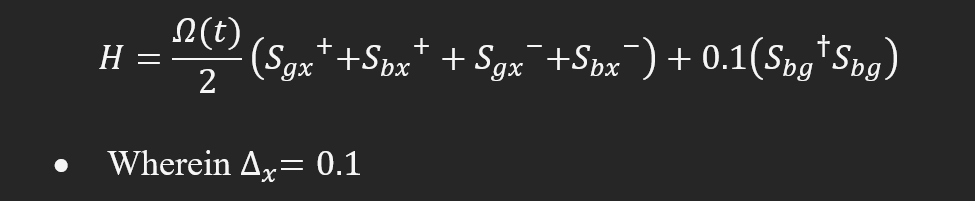 H = Ω(t)/2 (S_gx^+ + S_bx^+ + S_gx^- + S_bx^-) + 0.1(S_bg^† S_bg)
• Wherein Δ_x= 0.1